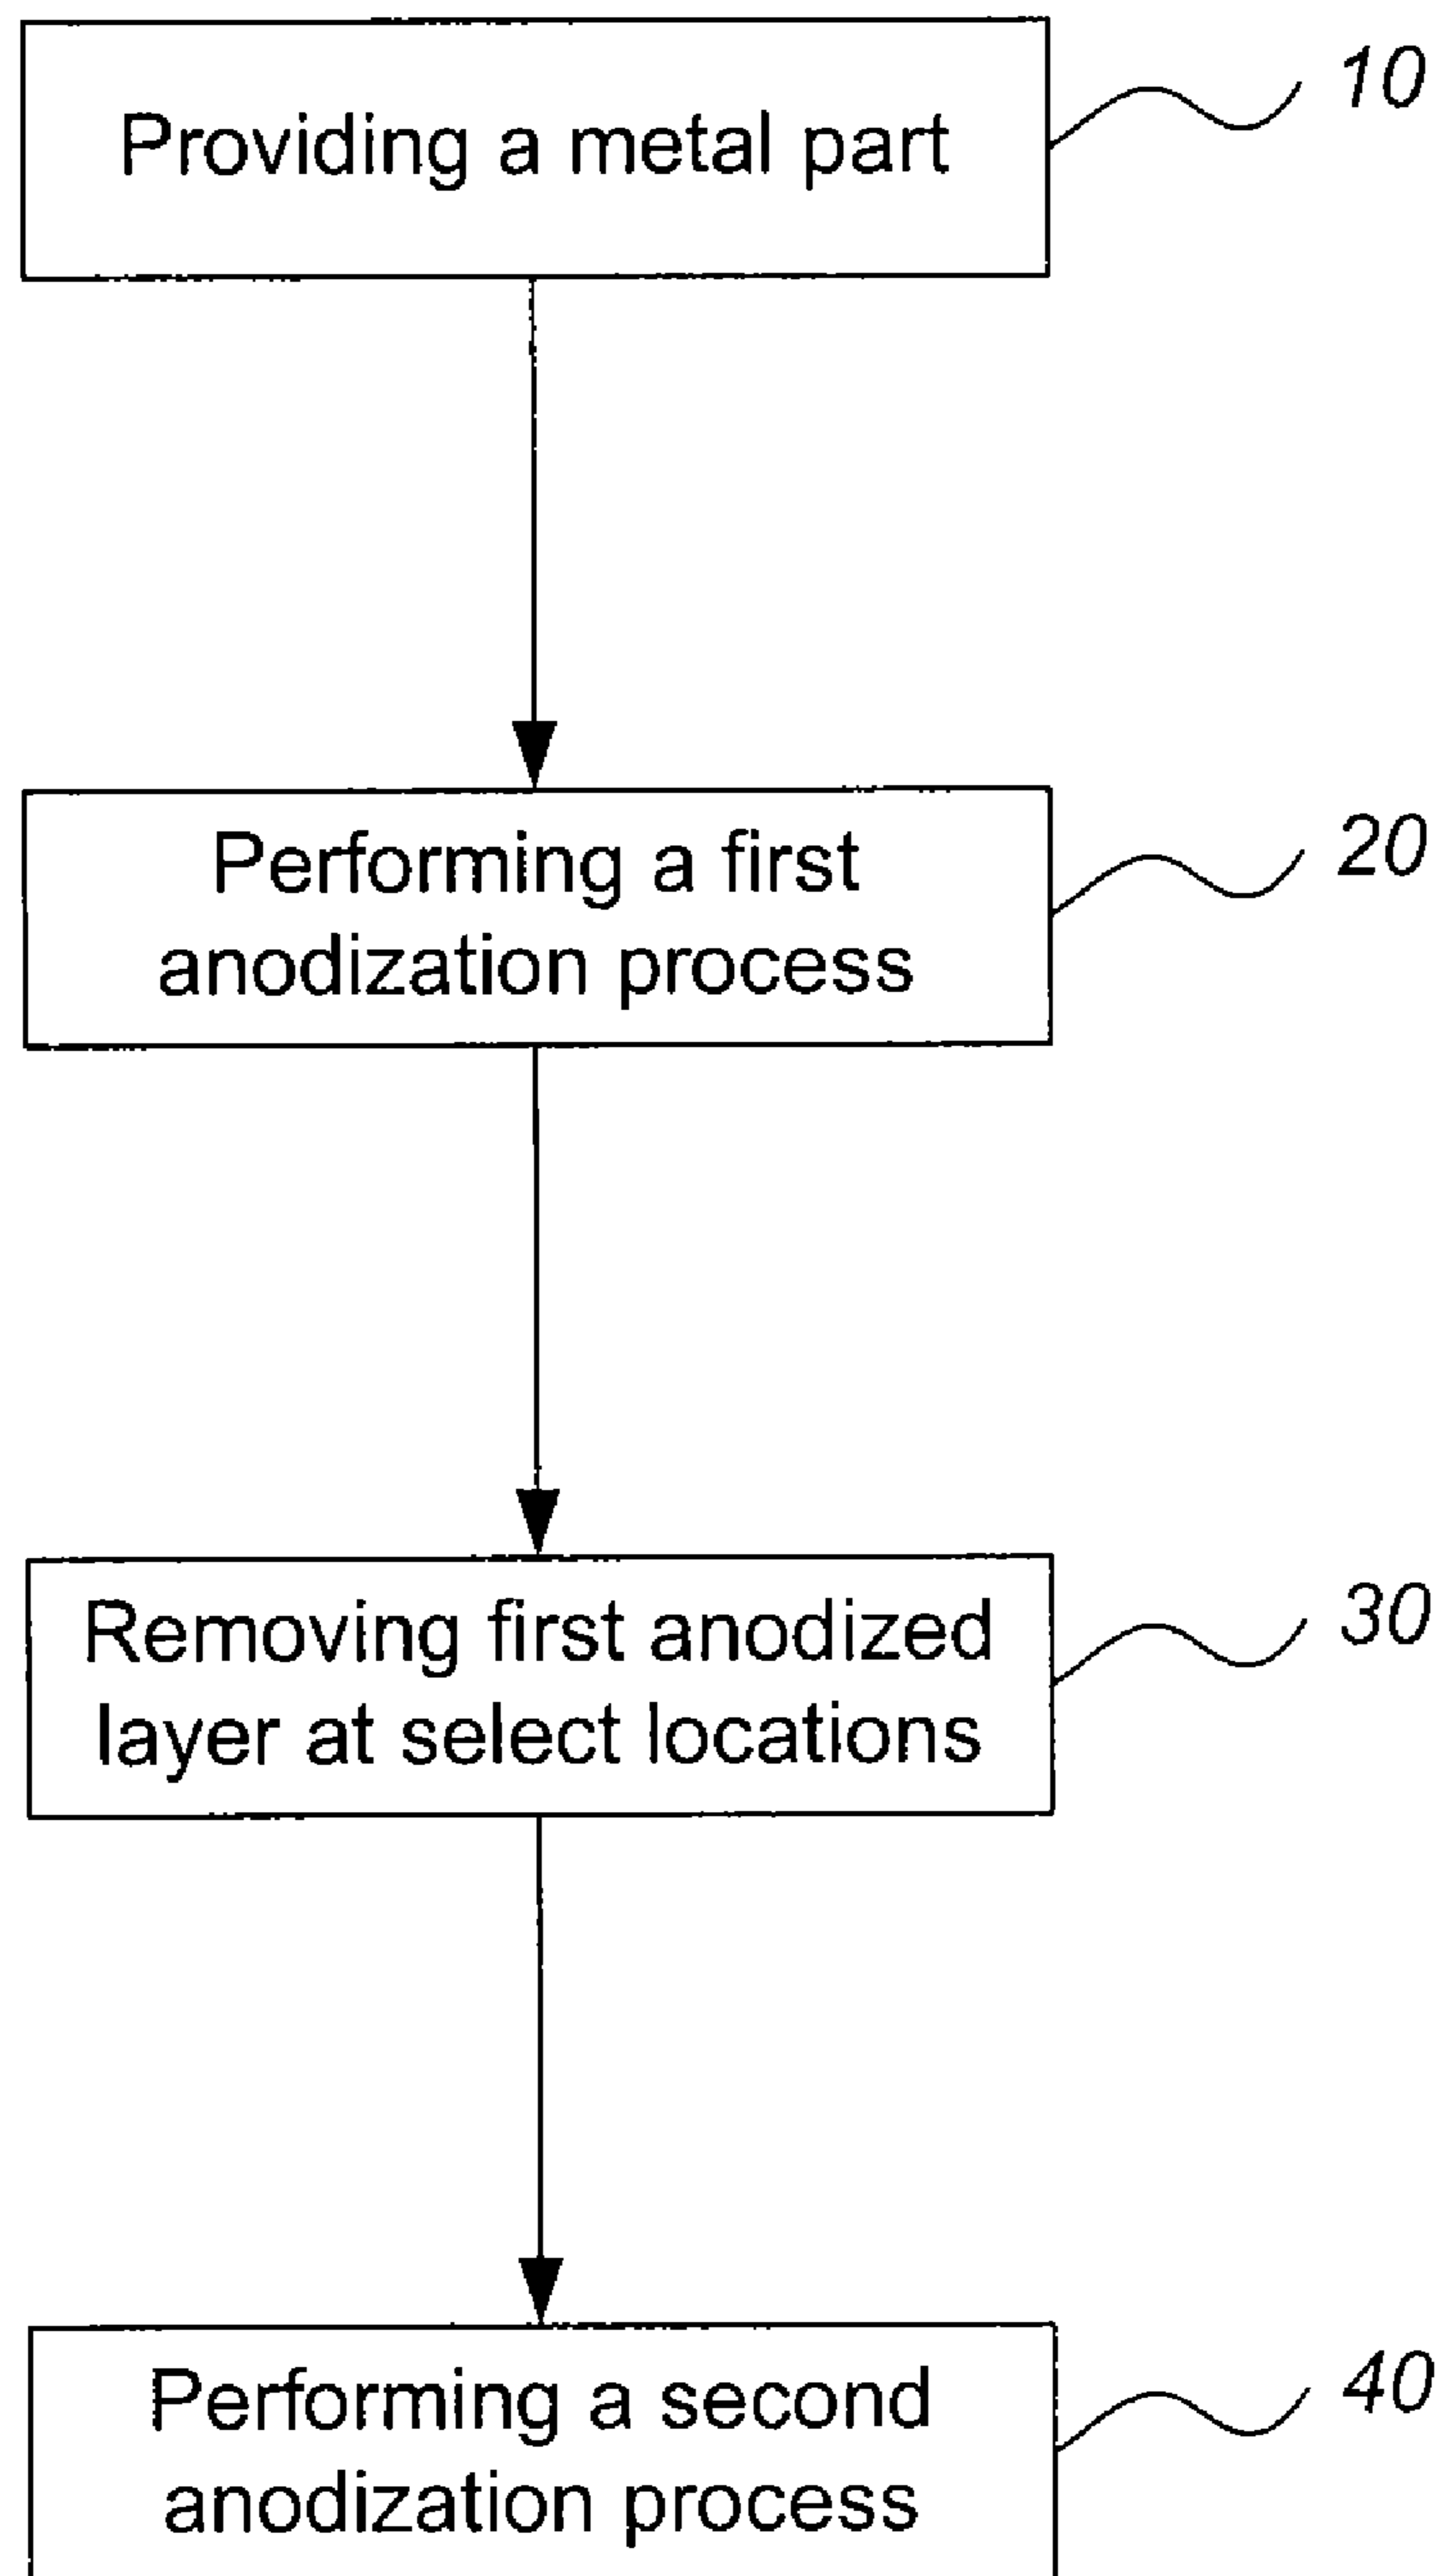 Providing a metal part
10
Performing a first
anodization process
20
Removing first anodized
layer at select locations
30
Performing a second
anodization process
40